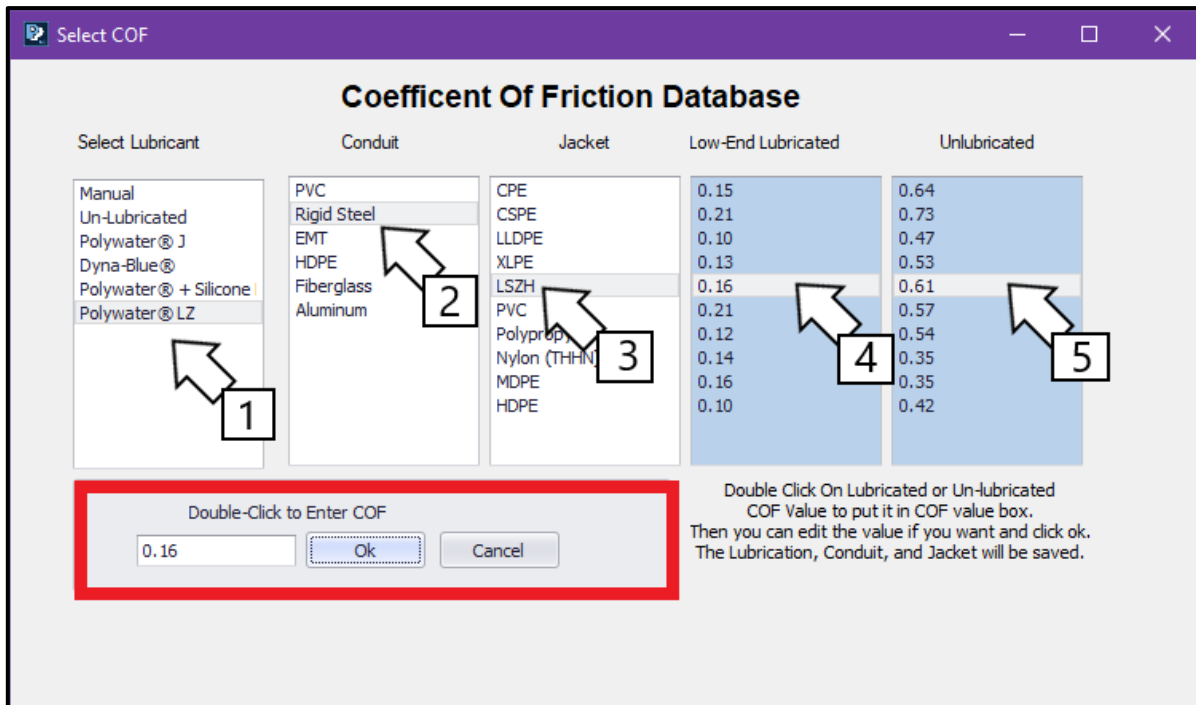 Select COF
Coefficent Of Friction Database
Select Lubricant
Conduit
Jacket
Low-End Lubricated
Unlubricated
Manual
Un-Lubricated
Polywater® J
Dyna-Blue®
Polywater® + Silicone
Polywater® LZ
PVC
Rigid Steel
EMT
HDPE
Fiberglass
Aluminum
CPE
CSPE
LLDPE
XLPE
LSZH
PVC
Polypropy
Nylon (THHN)
MDPE
HDPE
0.15
0.21
0.10
0.13
0.16
0.21
0.12
0.14
0.16
0.10
0.64
0.73
0.47
0.53
0.61
0.57
0.54
0.35
0.35
0.42
1
2
3
4
5
Double-Click to Enter COF
0.16
Ok
Cancel
Double Click On Lubricated or Un-lubricated
COF Value to put it in COF value box.
Then you can edit the value if you want and click ok.
The Lubrication, Conduit, and Jacket will be saved.